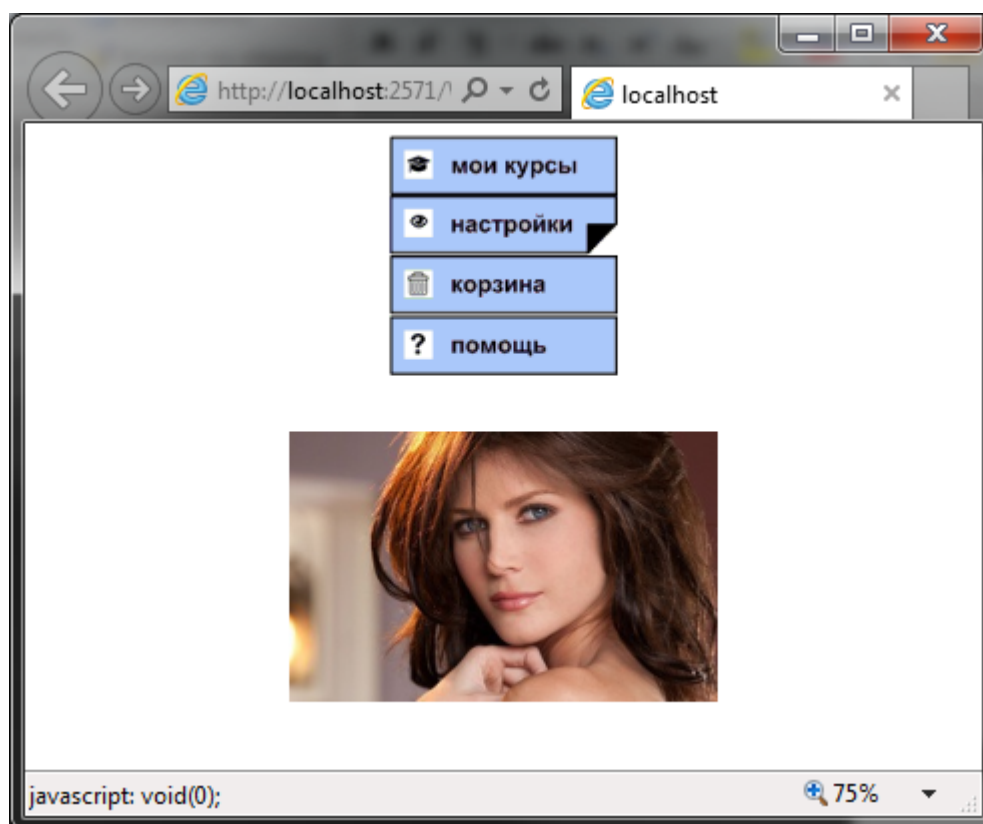 http://localhost:2571/
localhost
мои курсы
настройки
корзина
? помощь
javascript: void(0);
75%